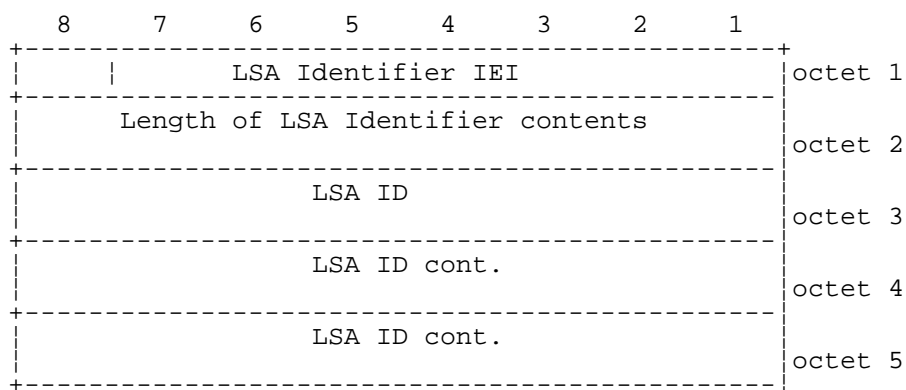 8 7 6 5 4 3 2 1
LSA Identifier IEI octet 1
Length of LSA Identifier contents
octet 2
LSA ID
octet 3
LSA ID cont.
octet 4
LSA ID cont.
octet 5